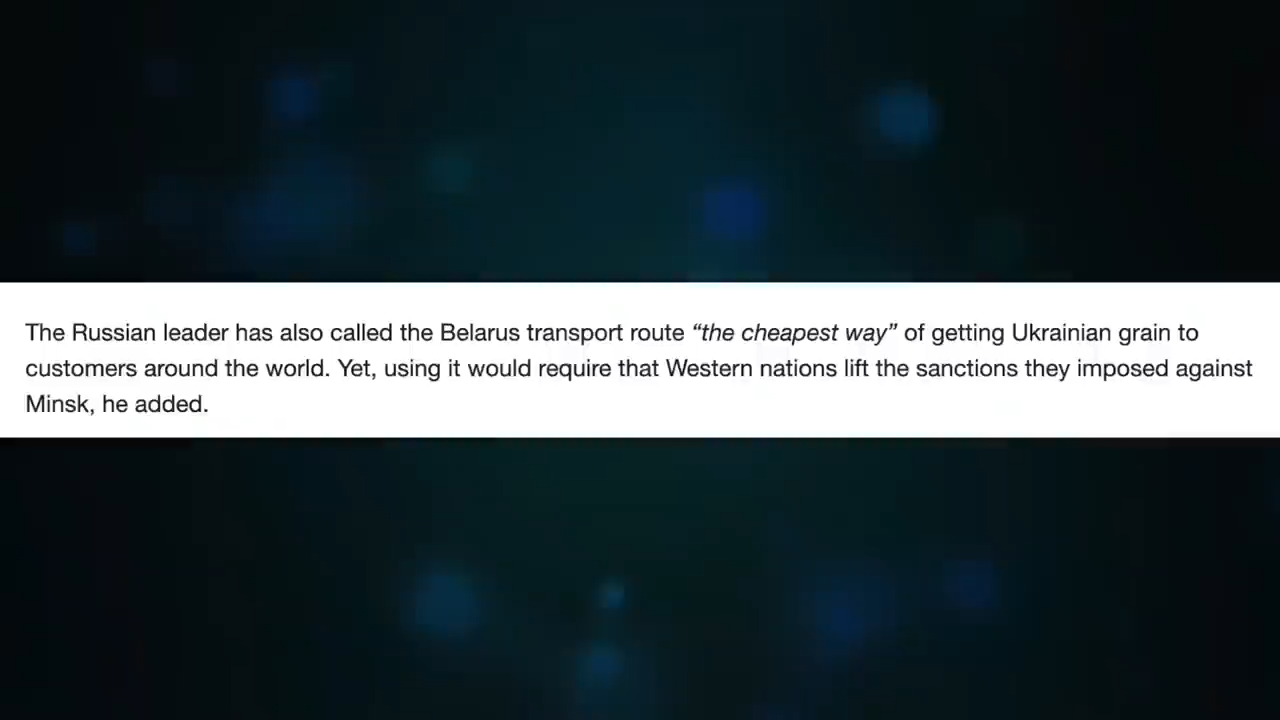 The Russian leader has also called the Belarus transport route “the cheapest way” of getting Ukrainian grain to
customers around the world. Yet, using it would require that Western nations lift the sanctions they imposed against
Minsk, he added.